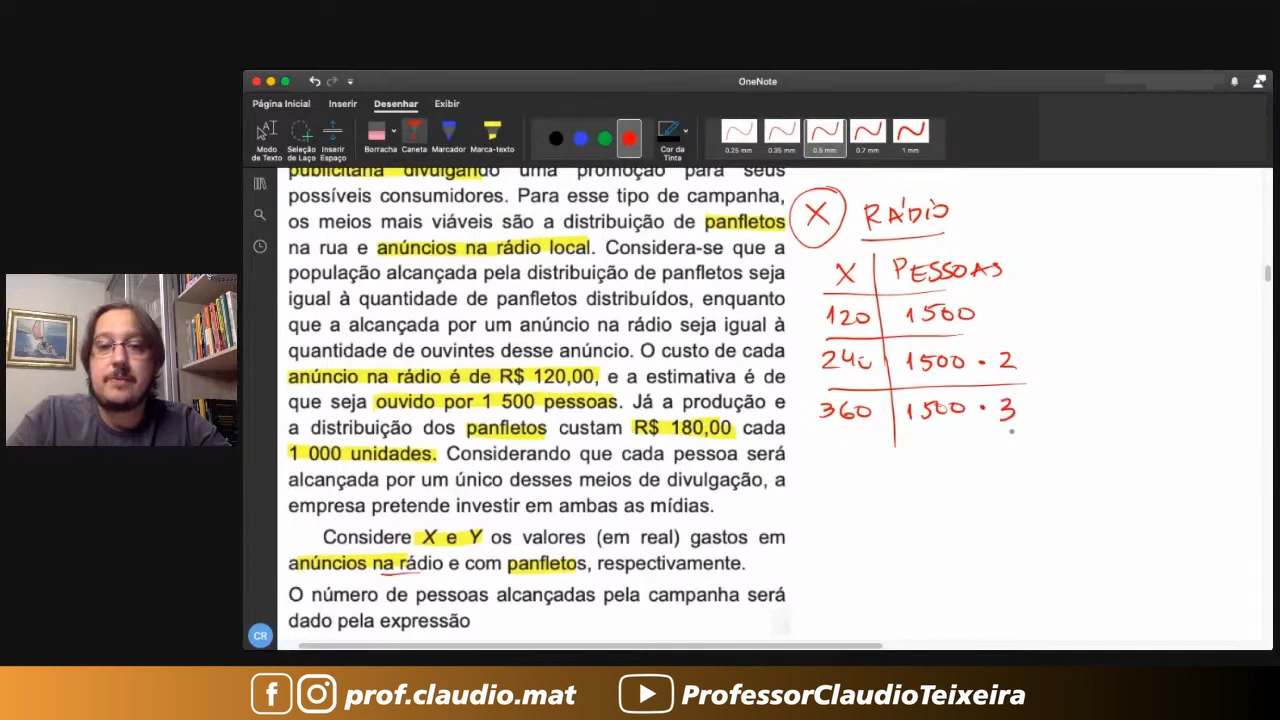 OneNote
Página Inicial Inserir Desenhar Exibir
Modo de Texto
Seleção de Laço
Inserir Espaço
Borracha
Caneta
Marcador
Marca-texto
Cor da Tinta
0.25 mm
0.35 mm
0.5 mm
0.7 mm
1 mm
publicitária divulgando uma promoção para seus
possíveis consumidores. Para esse tipo de campanha,
os meios mais viáveis são a distribuição de panfletos
na rua e anúncios na rádio local. Considera-se que a
população alcançada pela distribuição de panfletos seja
igual à quantidade de panfletos distribuídos, enquanto
que a alcançada por um anúncio na rádio seja igual à
quantidade de ouvintes desse anúncio. O custo de cada
anúncio na rádio é de R$ 120,00, e a estimativa é de
que seja ouvido por 1 500 pessoas. Já a produção e
a distribuição dos panfletos custam R$ 180,00 cada
1 000 unidades. Considerando que cada pessoa será
alcançada por um único desses meios de divulgação, a
empresa pretende investir em ambas as mídias.
Considere X e Y os valores (em real) gastos em
anúncios na rádio e com panfletos, respectivamente.
O número de pessoas alcançadas pela campanha será
dado pela expressão
X RÁDIO
X PESSOAS
120 1500
240 1500 · 2
360 1500 · 3
CR
prof.claudio.mat ProfessorClaudioTeixeira